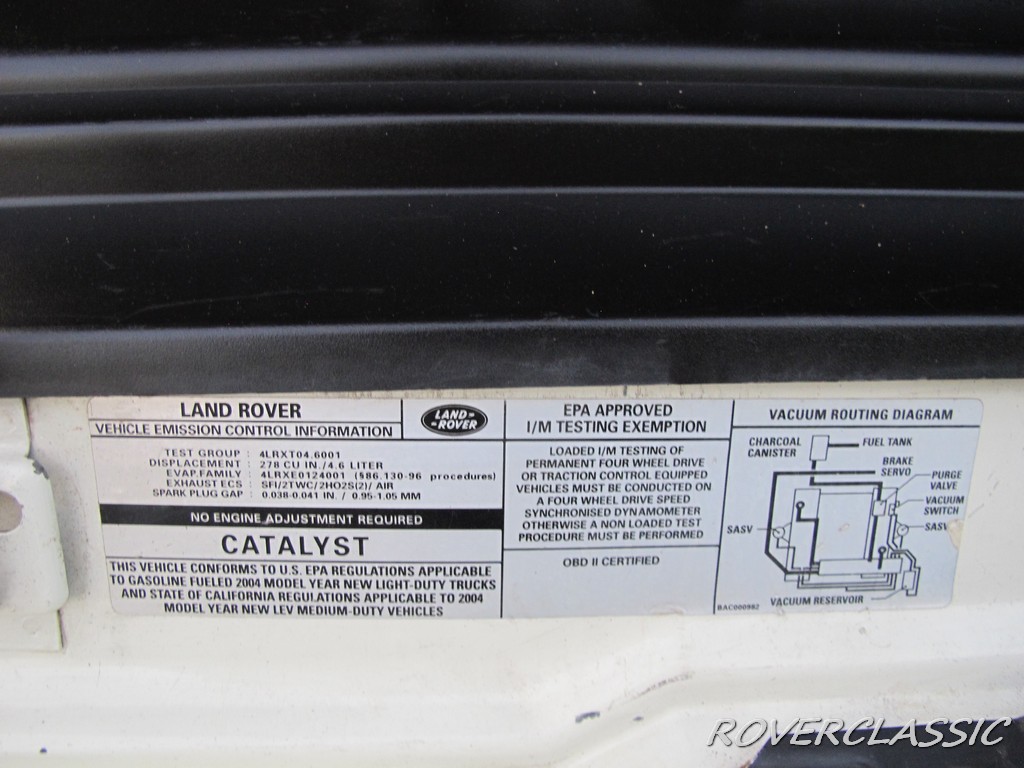 LAND ROVER
VEHICLE EMISSION CONTROL INFORMATION
LAND-
-ROVER
TEST GROUP : 4LRXT04.6001
DISPLACEMENT : 278 CU IN./4.6 LITER
EVAP.FAMILY : 4LRXE0124001 (§86.130-96 procedures)
EXHAUST ECS : SFI/2TWC/2HO2S(2)/ AIR
SPARK PLUG GAP : 0.038-0.041 IN. / 0.95-1.05 MM
NO ENGINE ADJUSTMENT REQUIRED
CATALYST
THIS VEHICLE CONFORMS TO U.S. EPA REGULATIONS APPLICABLE
TO GASOLINE FUELED 2004 MODEL YEAR NEW LIGHT-DUTY TRUCKS
AND STATE OF CALIFORNIA REGULATIONS APPLICABLE TO 2004
MODEL YEAR NEW LEV MEDIUM-DUTY VEHICLES
EPA APPROVED
I/M TESTING EXEMPTION
LOADED I/M TESTING OF
PERMANENT FOUR WHEEL DRIVE
OR TRACTION CONTROL EQUIPPED
VEHICLES MUST BE CONDUCTED ON
A FOUR WHEEL DRIVE SPEED
SYNCHRONISED DYNAMOMETER
OTHERWISE A NON LOADED TEST
PROCEDURE MUST BE PERFORMED
OBD II CERTIFIED
VACUUM ROUTING DIAGRAM
CHARCOAL
CANISTER
FUEL TANK
BRAKE
SERVO
PURGE
VALVE
VACUUM
SWITCH
SASV
SASV
VACUUM RESERVOIR
BAC000982
ROVERCLASSIC